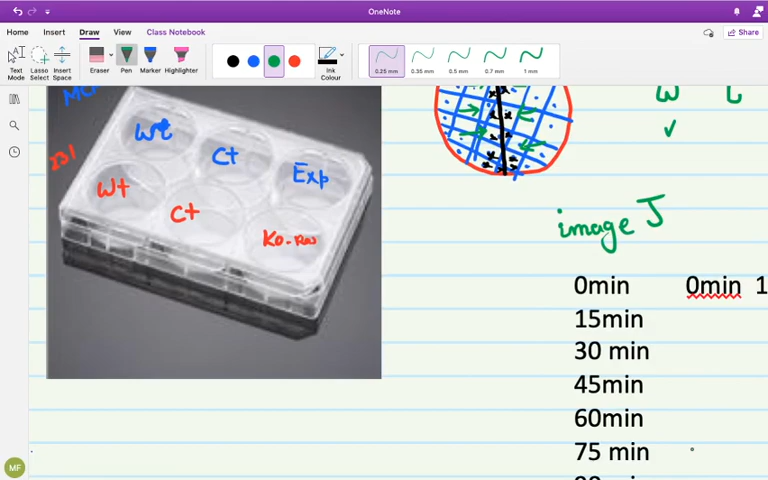 OneNote
Home Insert Draw View Class Notebook
Share
Text Mode
Lasso Select
Insert Space
Eraser
Pen
Marker
Highlighter
0.25 mm
0.35 mm
0.5 mm
0.7 mm
1 mm
Ink Colour
Wt
Ct
Exp
231
Wt
Ct
W
L
image J
0min 0min 1
15min
30 min
45min
60min
75 min
MF